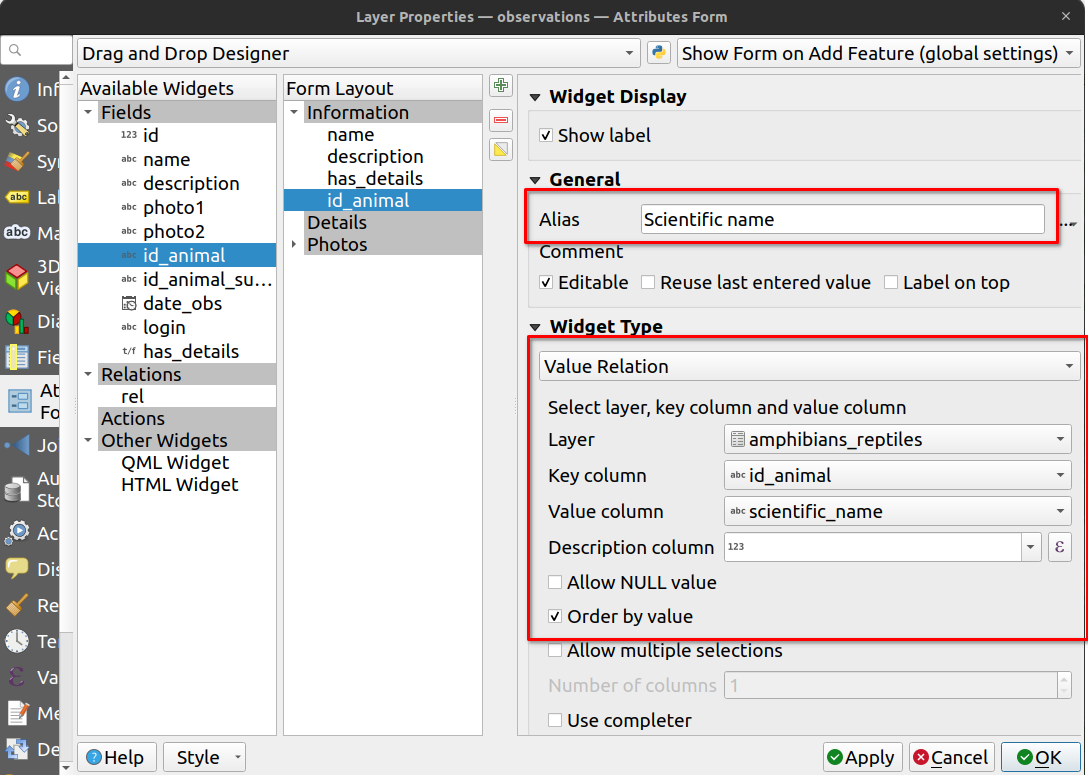 Layer Properties — observations — Attributes Form
Drag and Drop Designer
Show Form on Add Feature (global settings)
Inf
So
Sy
abc
La
abc
Ma
3D
Vie
Dia
Fie
At
Fo
Jo
Au
Sto
Ac
Dis
Re
Te
Va
Me
De
Available Widgets
Fields
123 id
abc name
abc description
abc photo1
abc photo2
abc id_animal
abc id_animal_su...
date_obs
abc login
t/f has_details
Relations
rel
Actions
Other Widgets
QML Widget
HTML Widget
Form Layout
Information
name
description
has_details
id_animal
Details
Photos
Widget Display
Show label
General
Alias
Scientific name
...
Comment
Editable
Reuse last entered value
Label on top
Widget Type
Value Relation
Select layer, key column and value column
Layer
amphibians_reptiles
Key column
abc id_animal
Value column
abc scientific_name
Description column
123
ε
Allow NULL value
Order by value
Allow multiple selections
Number of columns
1
Use completer
Help
Style
Apply
Cancel
OK